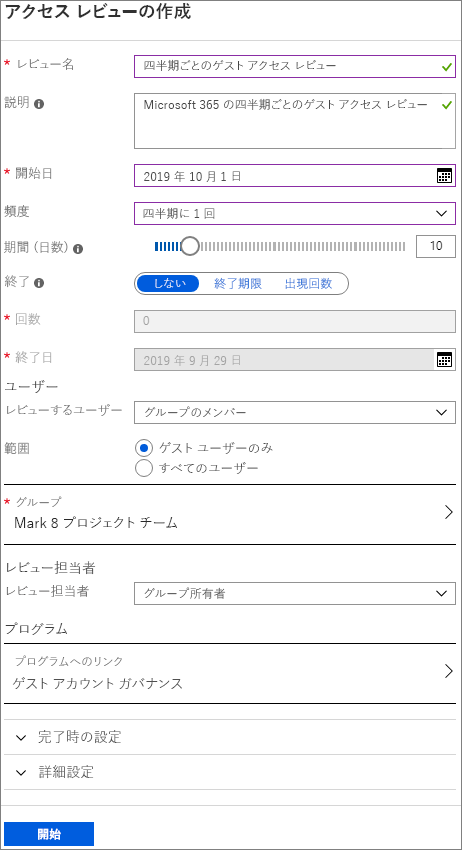 アクセス レビューの作成
* レビュー名
四半期ごとのゲスト アクセス レビュー
説明
Microsoft 365 の四半期ごとのゲスト アクセス レビュー
* 開始日
2019 年 10 月 1 日
頻度
四半期に 1 回
期間 (日数)
10
終了
しない 終了期限 出現回数
* 回数
0
* 終了日
2019 年 9 月 29 日
ユーザー
レビューするユーザー
グループのメンバー
範囲
ゲスト ユーザーのみ
すべてのユーザー
* グループ
Mark 8 プロジェクト チーム
レビュー担当者
レビュー担当者
グループ所有者
プログラム
プログラムへのリンク
ゲスト アカウント ガバナンス
完了時の設定
詳細設定
開始